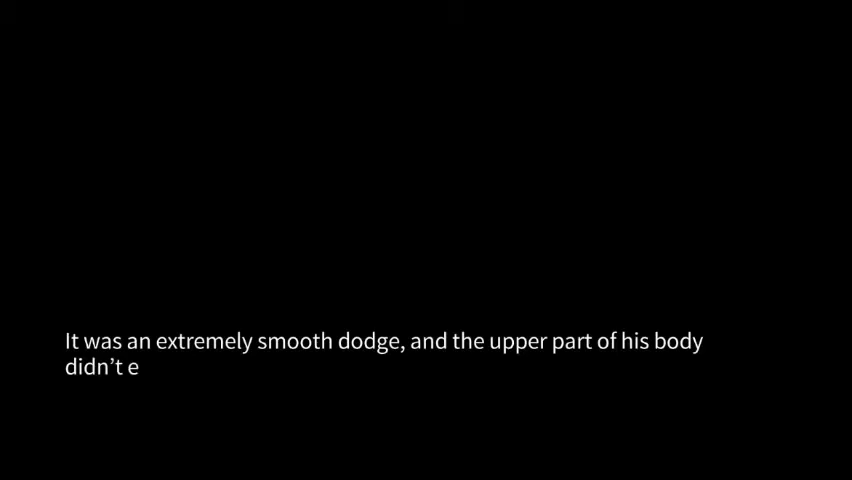 It was an extremely smooth dodge, and the upper part of his body
didn’t e